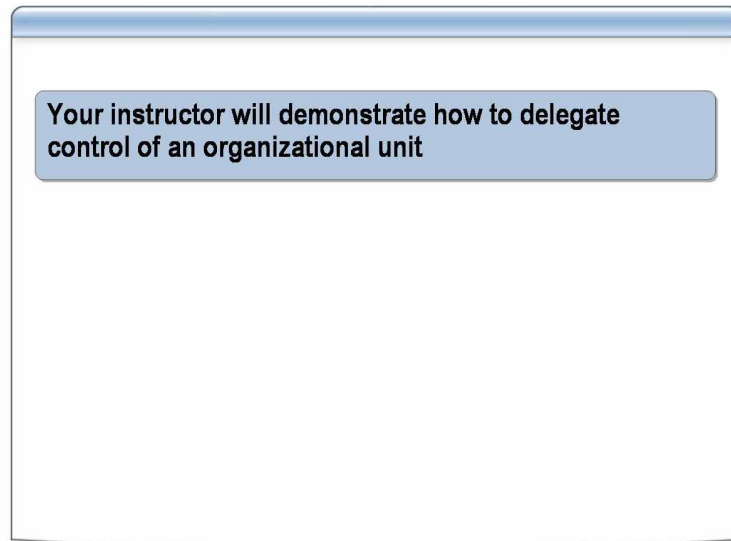 Your instructor will demonstrate how to delegate
control of an organizational unit